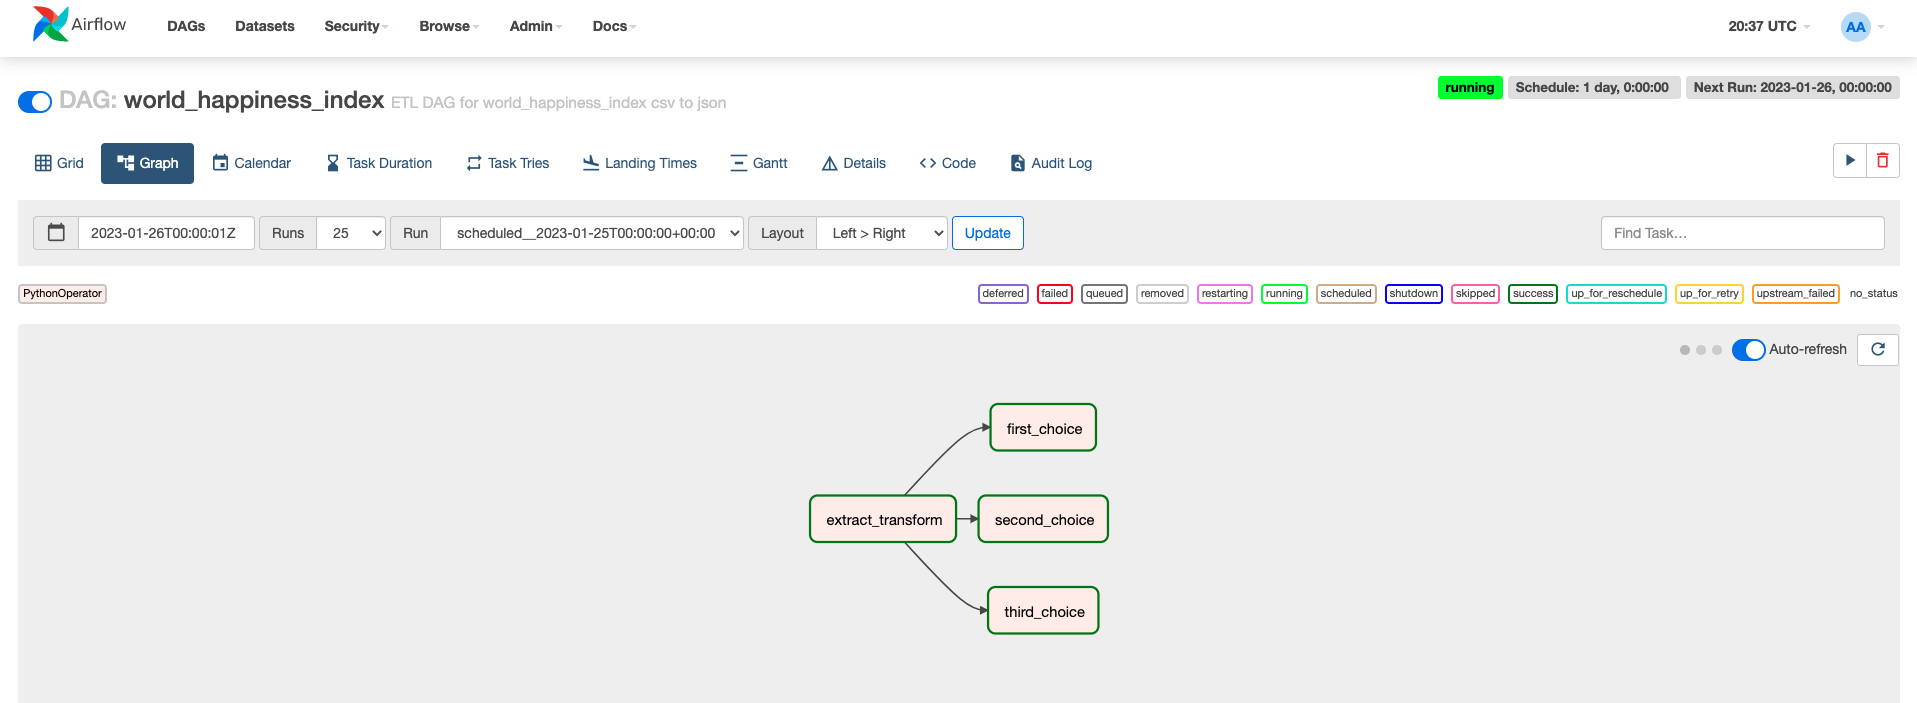 Airflow DAGs Datasets Security Browse Admin Docs 20:37 UTC AA
DAG: world_happiness_index ETL DAG for world_happiness_index csv to json
running Schedule: 1 day, 0:00:00 Next Run: 2023-01-26, 00:00:00
Grid Graph Calendar Task Duration Task Tries Landing Times Gantt Details Code Audit Log
2023-01-26T00:00:01Z Runs 25 Run scheduled__2023-01-25T00:00:00+00:00 Layout Left > Right Update Find Task...
PythonOperator deferred failed queued removed restarting running scheduled shutdown skipped success up_for_reschedule up_for_retry upstream_failed no_status
Auto-refresh
first_choice
extract_transform second_choice
third_choice